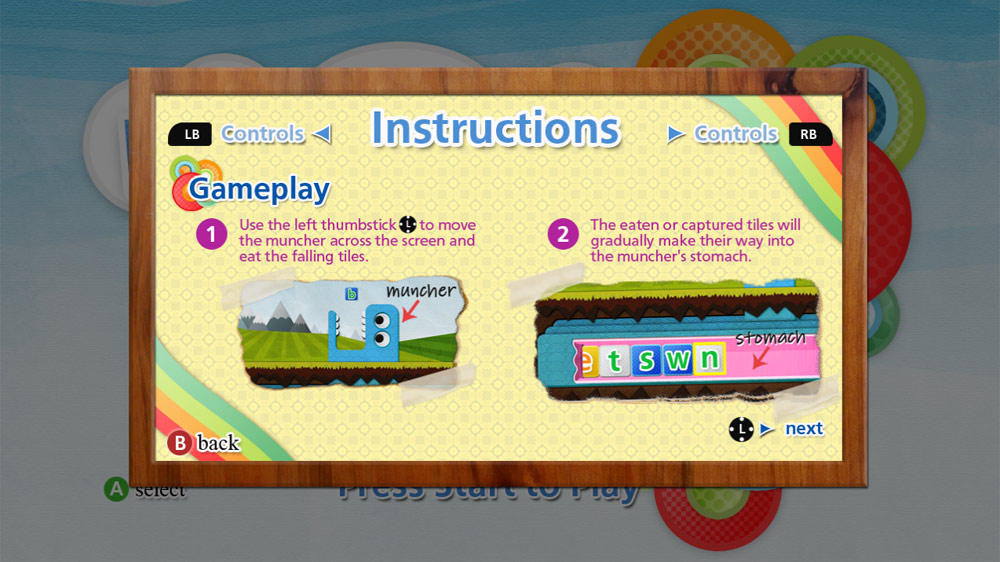 Instructions
LB Controls
Controls RB
Gameplay
1 Use the left thumbstick L to move
the muncher across the screen and
eat the falling tiles.
2 The eaten or captured tiles will
gradually make their way into
the muncher's stomach.
b
muncher
stomach
e t s w n
L next
B back
A select
Press Start to Play